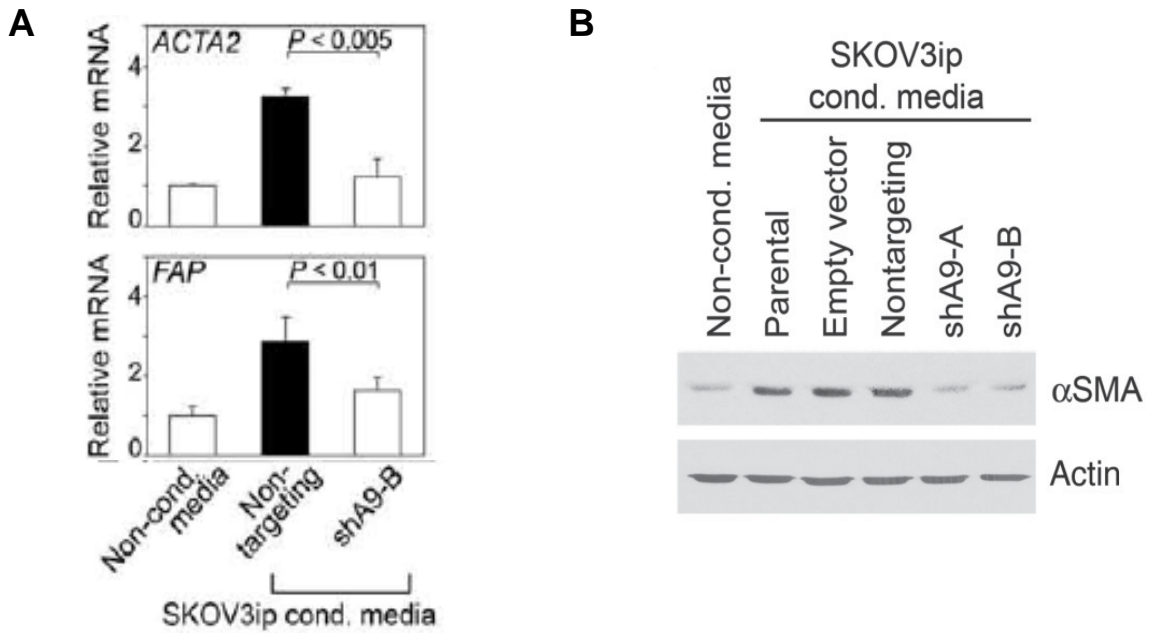 A
ACTA2
P < 0.005
Relative mRNA
4
2
0
FAP
P < 0.01
Relative mRNA
4
2
0
Non-cond.
media
Non-
targeting
shA9-B
SKOV3ip cond. media
B
SKOV3ip
cond. media
Non-cond. media
Parental
Empty vector
Nontargeting
shA9-A
shA9-B
αSMA
Actin